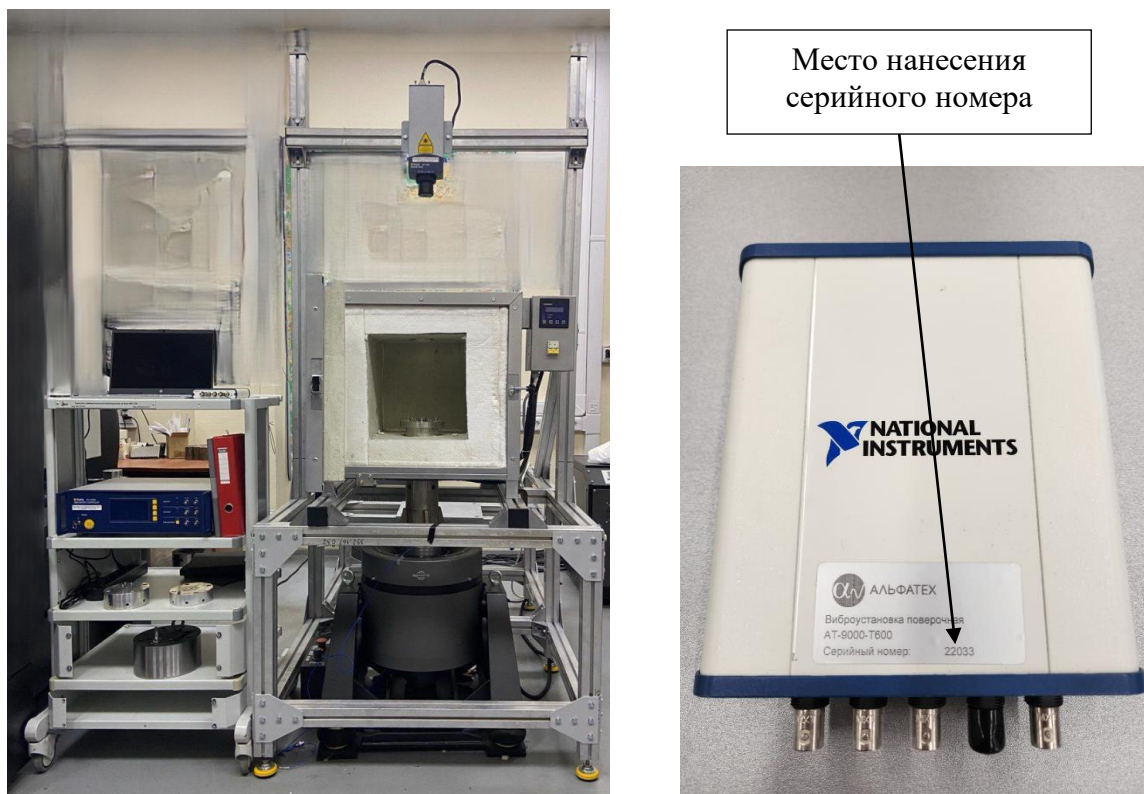 Место нанесения
серийного номера
NATIONAL
INSTRUMENTS
АЛЬФАТЕХ
Виброустановка поверочная
АТ-9000-Т600
Серийный номер: 22033